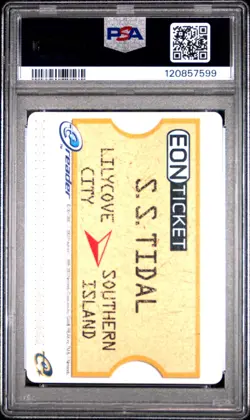 PSA
120857599
EON TICKET
S.S. TIDAL
LILYCOVE
CITY
SOUTHERN
ISLAND
e reader
e